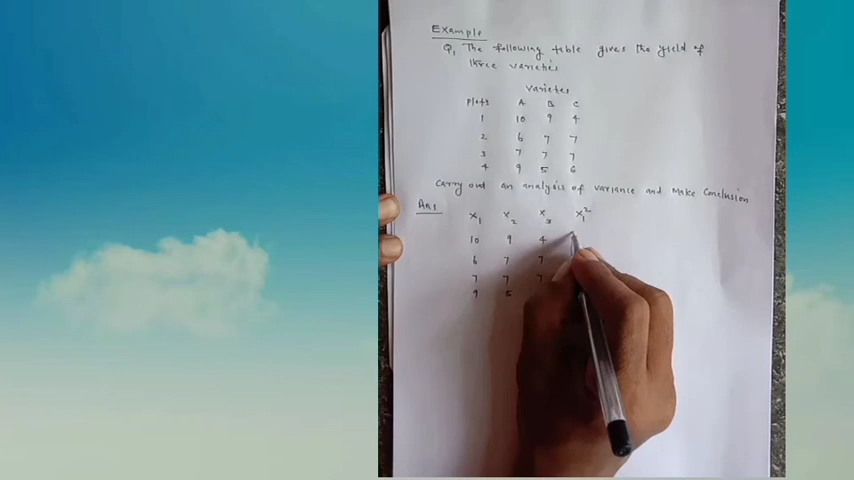 Example
Q1 The following table gives the yield of
three varieties
varieties
Plots A B C
1 10 9 4
2 6 7 7
3 7 7 7
4 9 5 6
Carry out an analysis of variance and make conclusion
Ans
X1 X2 X3 X1²
10 9 4
6 7 7
7 7 7
9 5